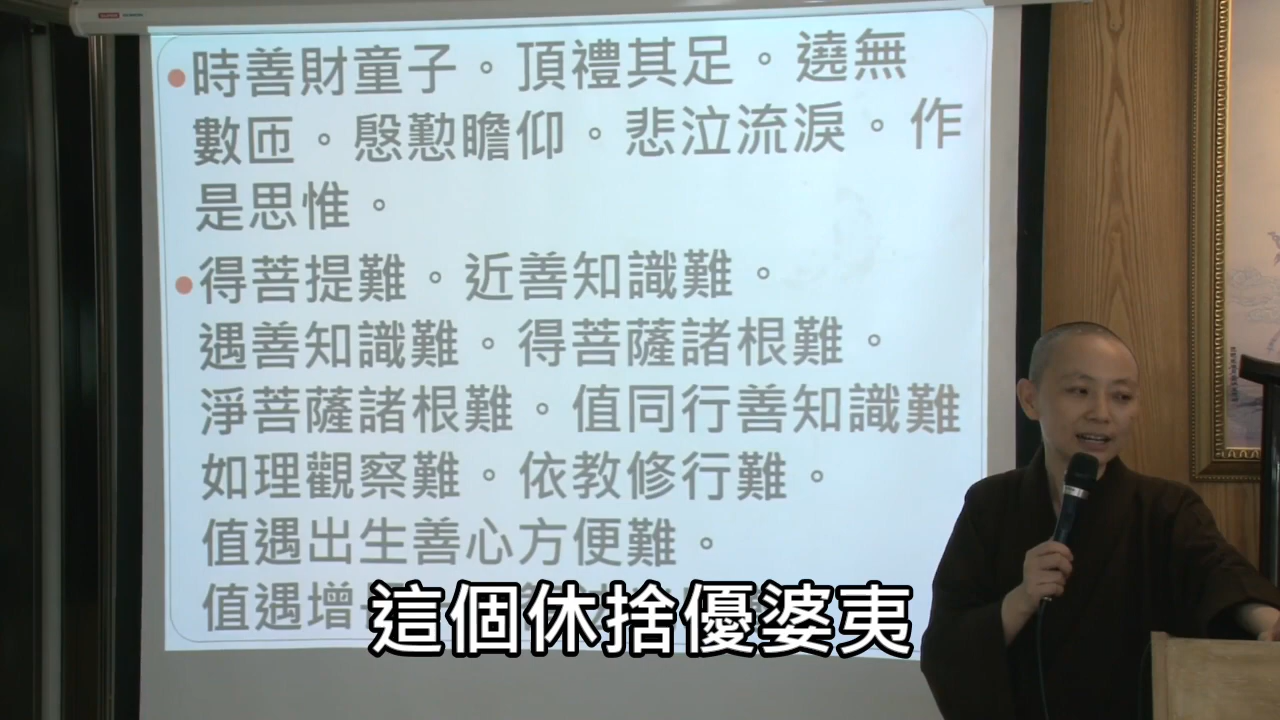 時善財童子。頂禮其足。遶無
數匝。慇懃瞻仰。悲泣流淚。作
是思惟。
得菩提難。近善知識難。
遇善知識難。得菩薩諸根難。
淨菩薩諸根難。值同行善知識難
如理觀察難。依教修行難。
值遇出生善心方便難。
值遇增
這個休捨優婆夷